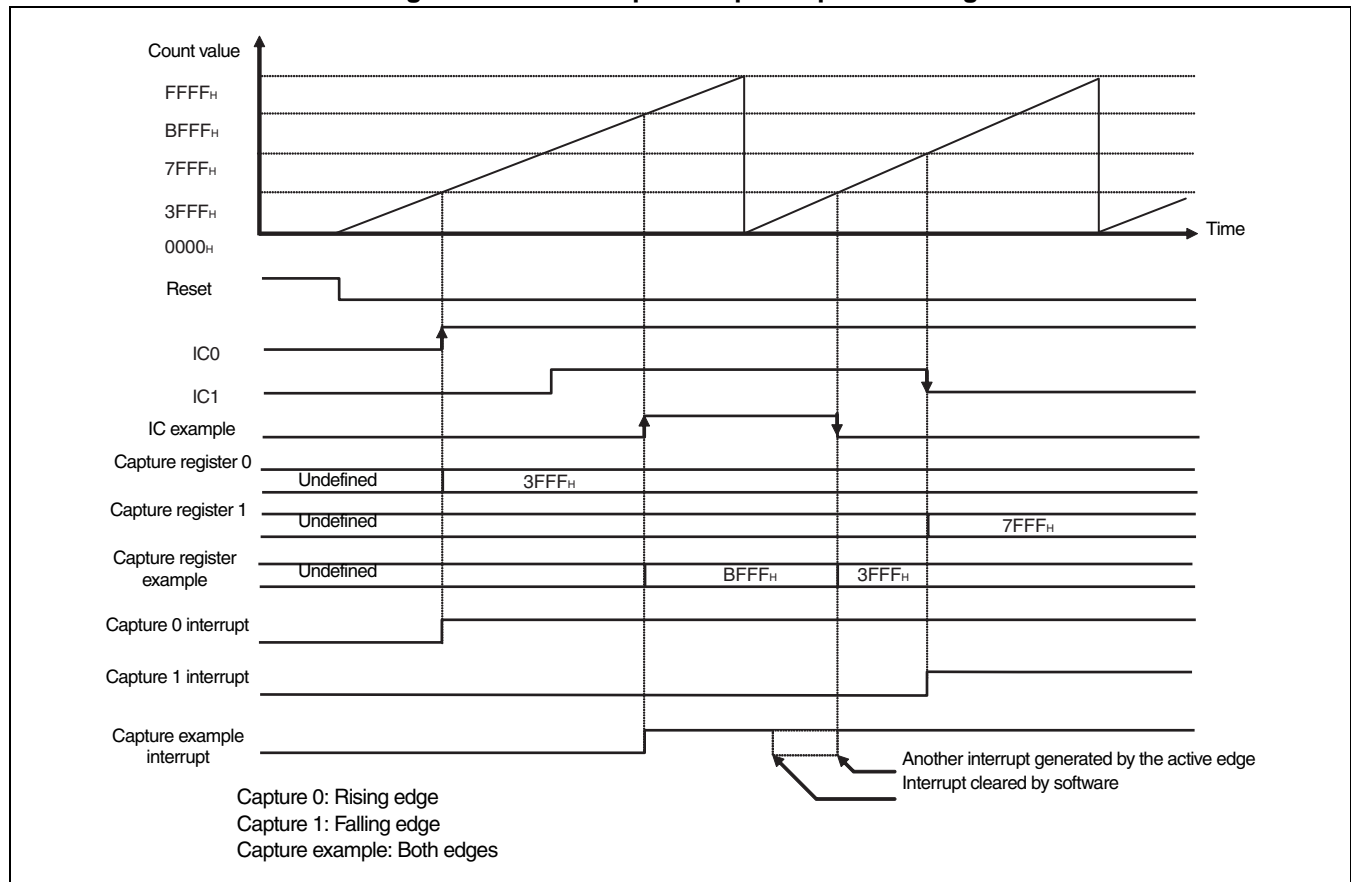 Count value
FFFFH
BFFFH
7FFFH
3FFFH
0000H
Time
Reset
IC0
IC1
IC example
Capture register 0
Undefined
3FFFH
Capture register 1
Undefined
7FFFH
Capture register
example
Undefined
BFFFH
3FFFH
Capture 0 interrupt
Capture 1 interrupt
Capture example
interrupt
Another interrupt generated by the active edge
Interrupt cleared by software
Capture 0: Rising edge
Capture 1: Falling edge
Capture example: Both edges